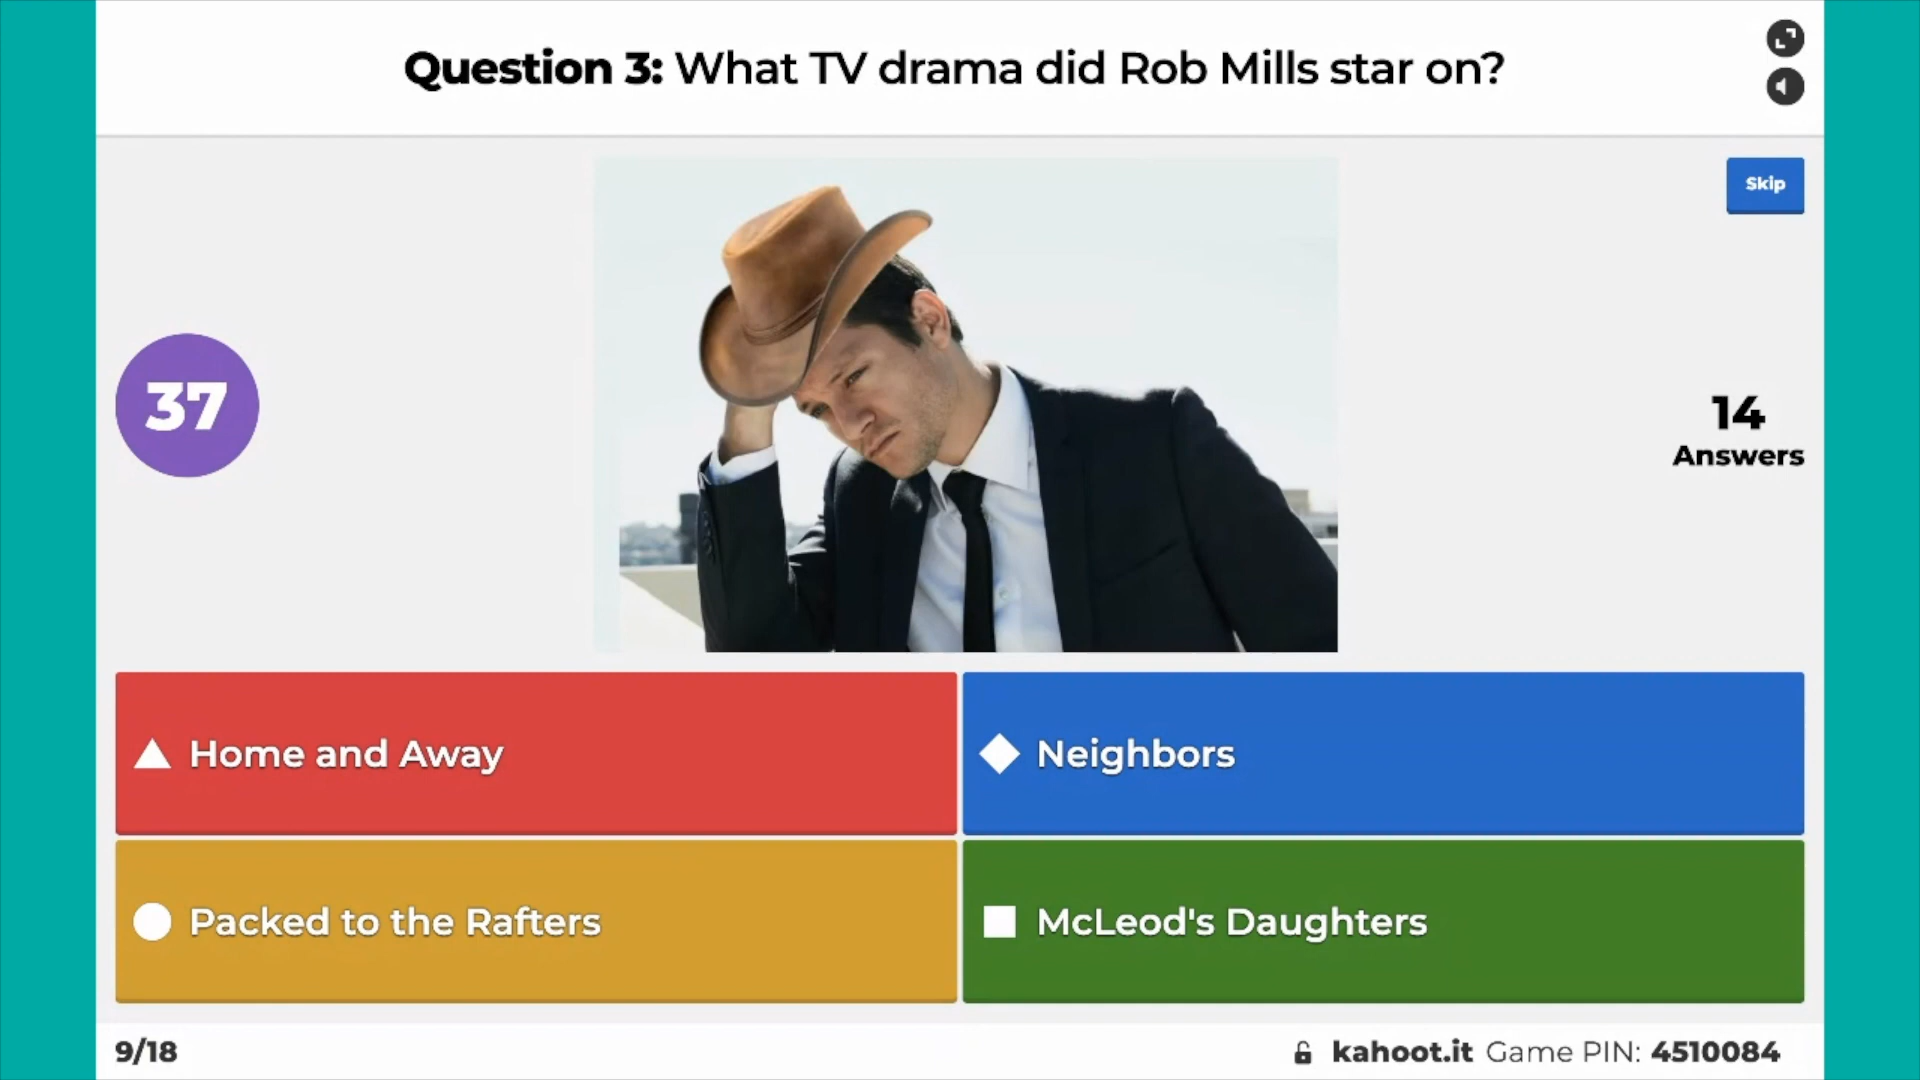 Question 3: What TV drama did Rob Mills star on?
Skip
37
14
Answers
Home and Away
Neighbors
Packed to the Rafters
McLeod's Daughters
9/18
kahoot.it Game PIN: 4510084